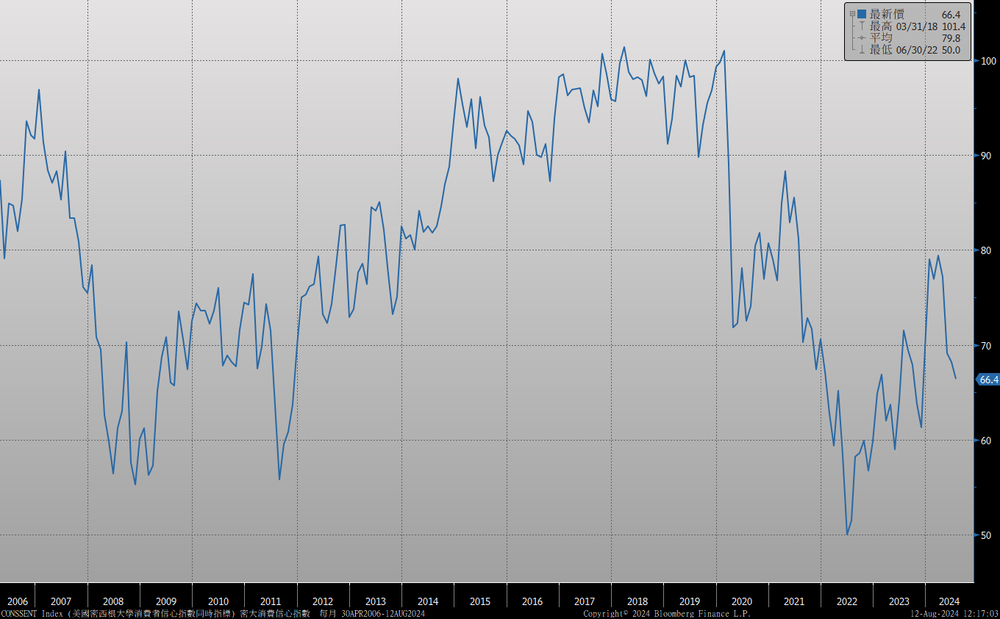 最新價 66.4
最高 03/31/18 101.4
平均 79.8
最低 06/30/22 50.0
100
90
80
70
66.4
60
50
2006 2007 2008 2009 2010 2011 2012 2013 2014 2015 2016 2017 2018 2019 2020 2021 2022 2023 2024
CONSSENT Index (美國密西根大學消費者信心指數同時指標) 密大消費信心指數 每月 30APR2006-12AUG2024 Copyright© 2024 Bloomberg Finance L.P. 12-Aug-2024 12:17:03